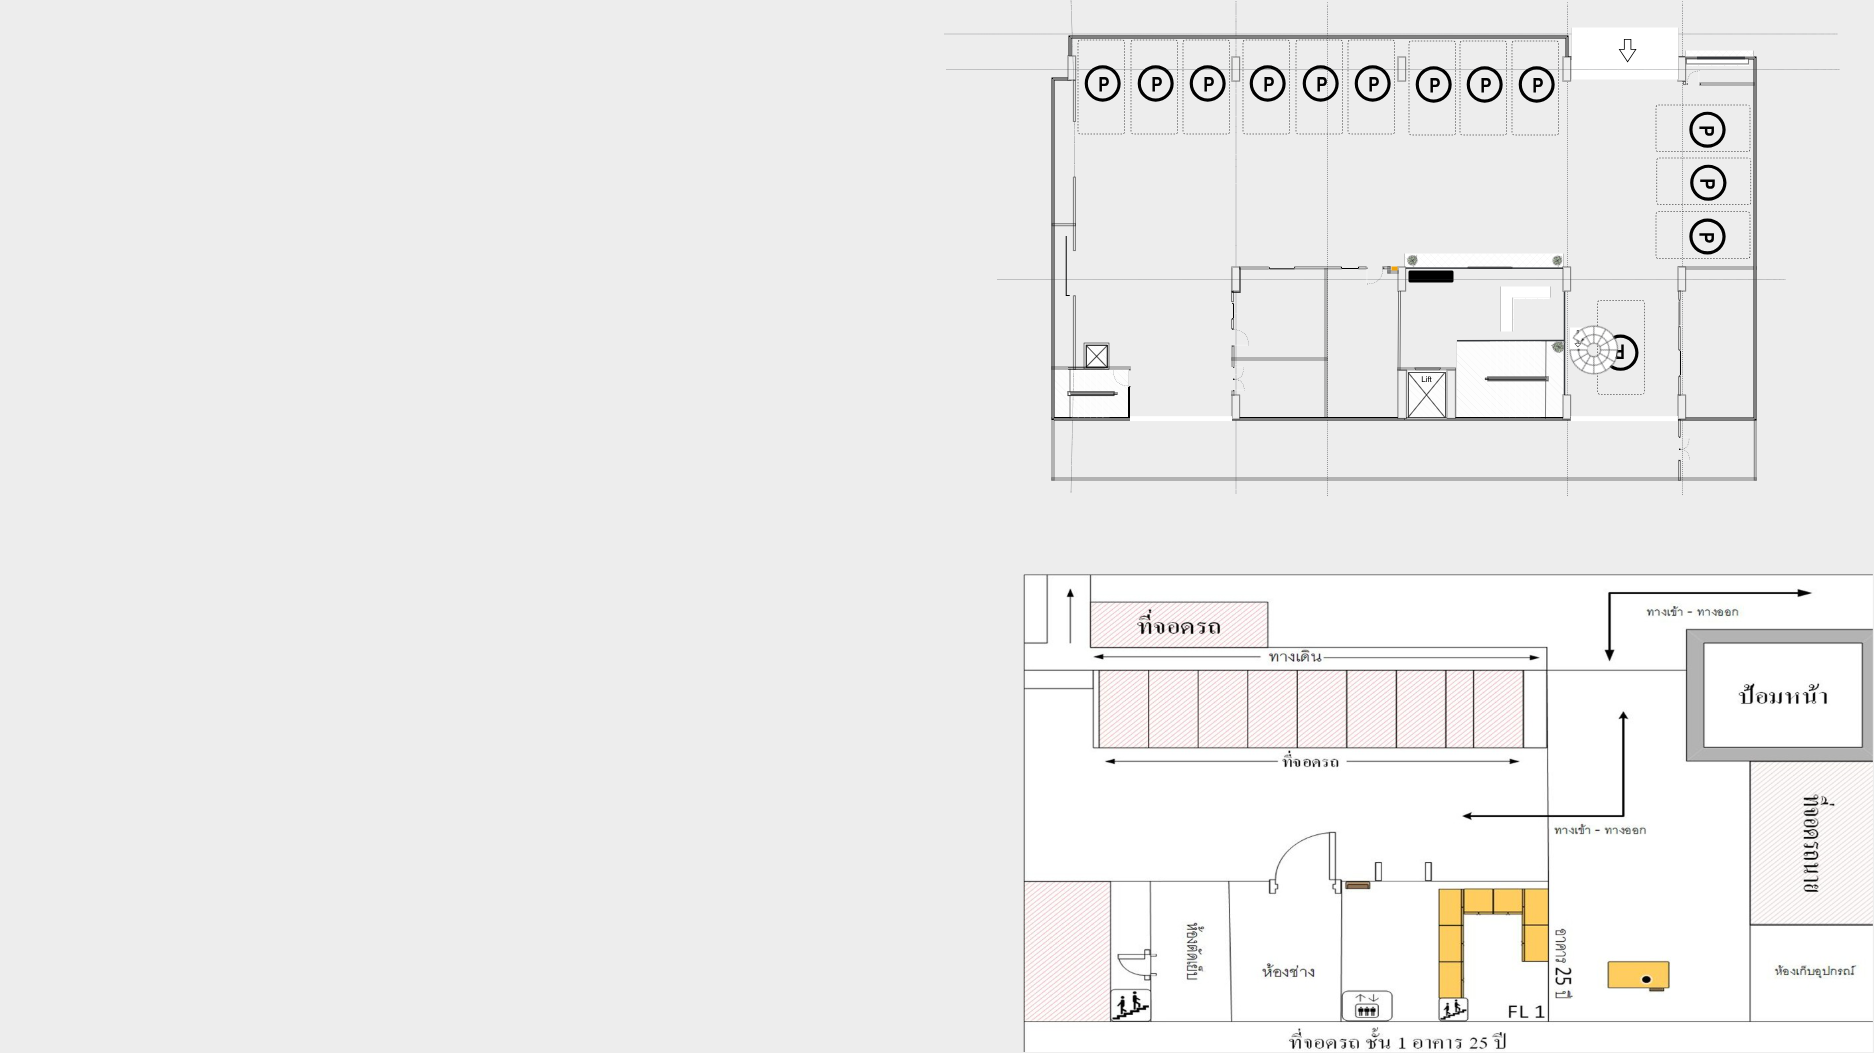 P P P P P P P P P
P
P
P
P
Lift
ที่จอดรถ
ทางเข้า - ทางออก
ทางเดิน
ป้อมหน้า
ที่จอดรถ
ทางเข้า - ทางออก
ที่จอดรถนาย
ห้องตัดเย็บ
ห้องช่าง
อาคาร 25 ปี
ห้องเก็บอุปกรณ์
FL 1
ที่จอดรถ ชั้น 1 อาคาร 25 ปี